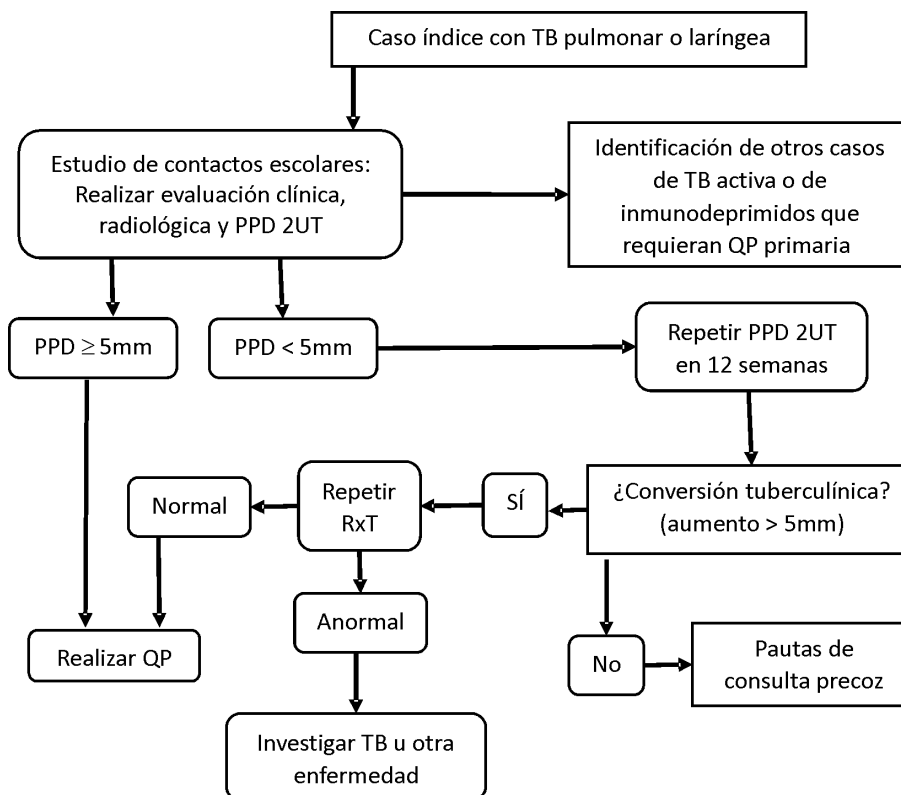 Caso índice con TB pulmonar o laríngea
Estudio de contactos escolares:
Realizar evaluación clínica,
radiológica y PPD 2UT
Identificación de otros casos
de TB activa o de
inmunodeprimidos que
requieran QP primaria
PPD ≥ 5mm
PPD < 5mm
Repetir PPD 2UT
en 12 semanas
¿Conversión tuberculínica?
(aumento > 5mm)
SÍ
Repetir
RxT
Normal
Anormal
Realizar QP
No
Pautas de
consulta precoz
Investigar TB u otra
enfermedad